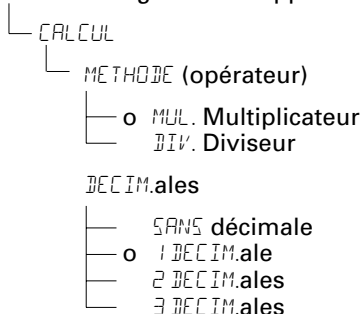 CALCUL
METHODE (opérateur)
o MUL. Multiplicateur
DIV. Diviseur
DECIM.ales
SANS décimale
o 1 DECIM.ale
2 DECIM.ales
3 DECIM.ales